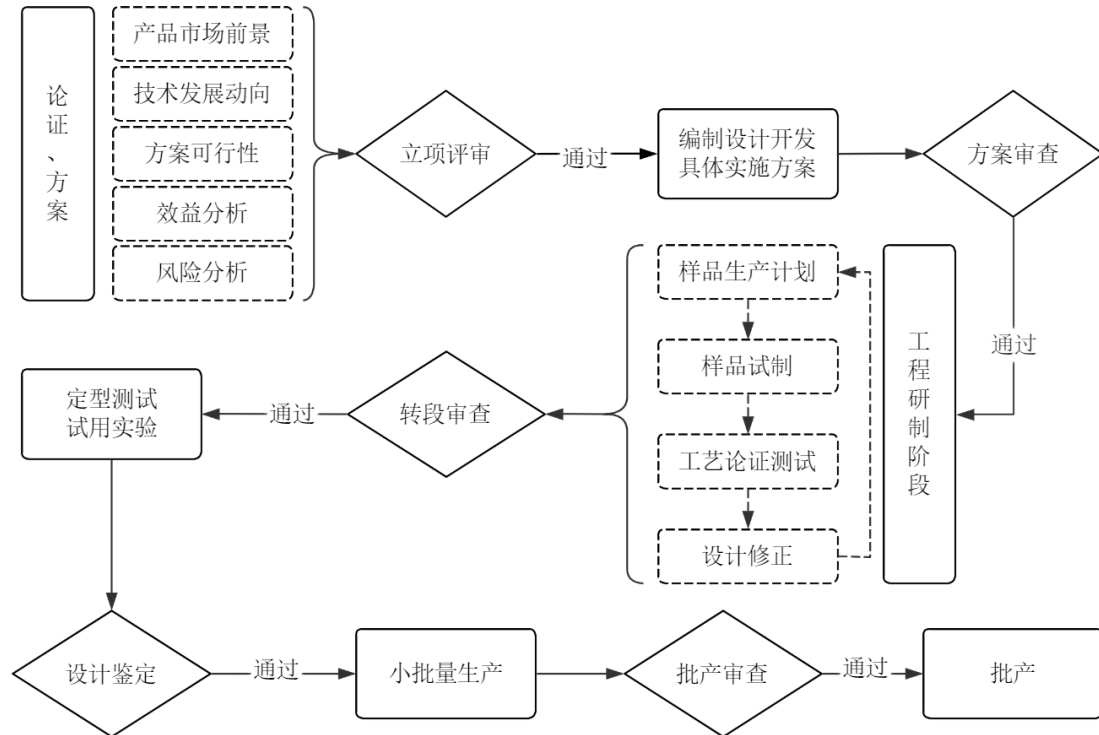 论证、方案
产品市场前景
技术发展动向
方案可行性
效益分析
风险分析
立项评审
通过
编制设计开发
具体实施方案
方案审查
通过
工程研制阶段
样品生产计划
样品试制
工艺论证测试
设计修正
转段审查
通过
定型测试
试用实验
设计鉴定
通过
小批量生产
批产审查
通过
批产